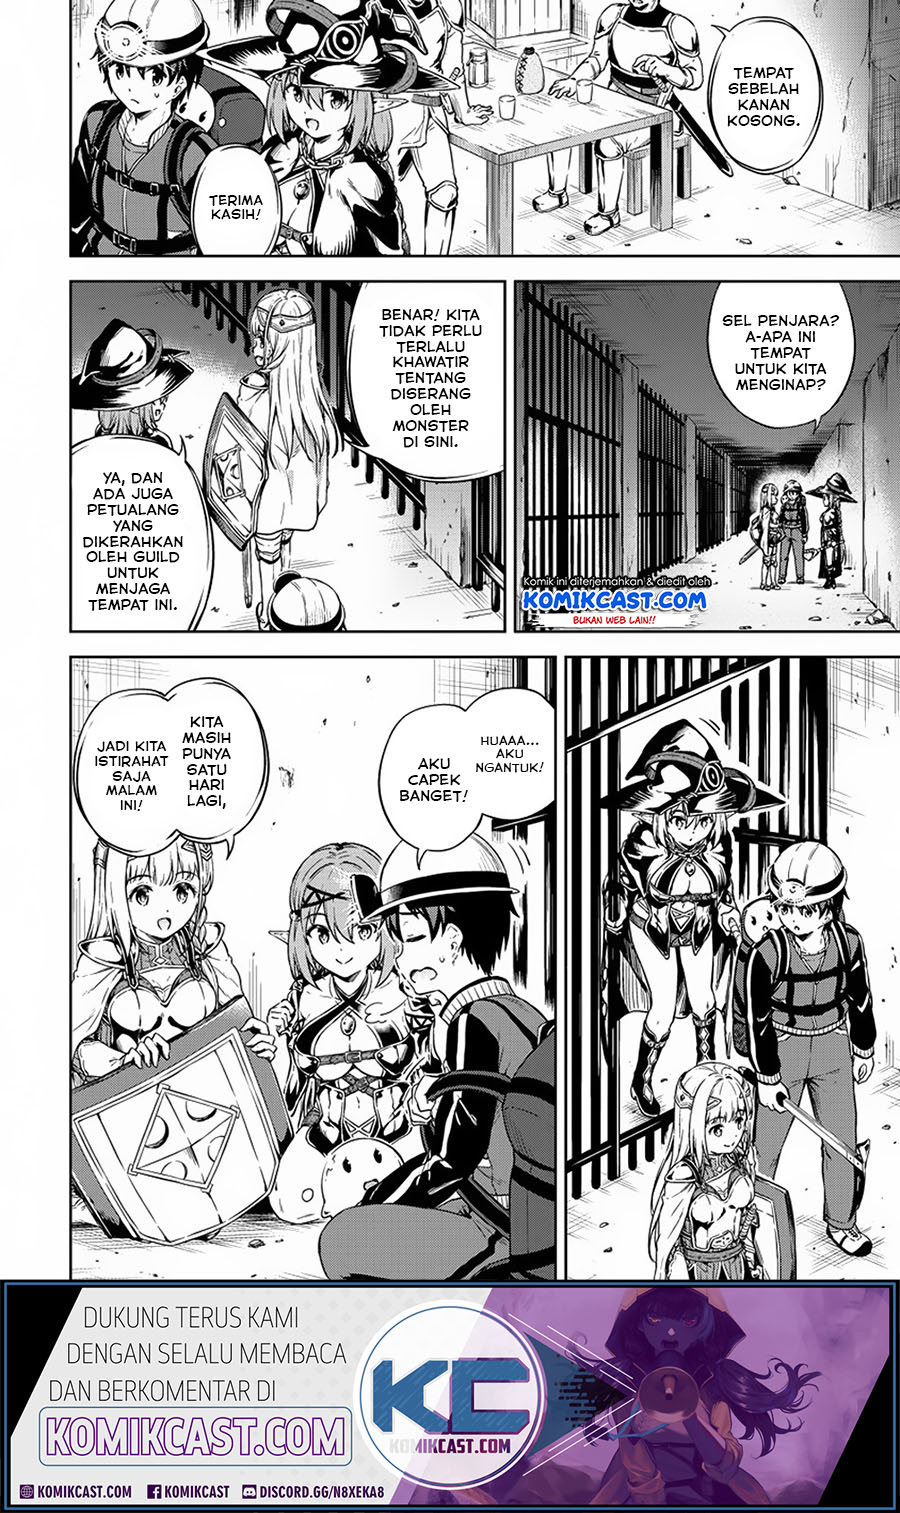 TEMPAT
SEBELAH
KANAN
KOSONG.
TERIMA
KASIH!
SEL PENJARA?
A-APA INI
TEMPAT
UNTUK KITA
MENGINAP?
BENAR! KITA
TIDAK PERLU
TERLALU
KHAWATIR
TENTANG
DISERANG
OLEH
MONSTER
DI SINI.
YA, DAN
ADA JUGA
PETUALANG
YANG
DIKERAHKAN
OLEH GUILD
UNTUK
MENJAGA
TEMPAT INI.
Komik ini diterjemahkan & diedit oleh
KOMIKCAST.COM
BUKAN WEB LAIN!!
HUAAA...
AKU
NGANTUK!
AKU
CAPEK
BANGET!
KITA
MASIH
PUNYA
SATU
HARI
LAGI,
JADI KITA
ISTIRAHAT
SAJA
MALAM
INI!
DUKUNG TERUS KAMI
DENGAN SELALU MEMBACA
DAN BERKOMENTAR DI
KOMIKCAST.COM
KC
KOMIKCAST.COM
KOMIKCAST.COM KOMIKCAST DISCORD.GG/N8XEKA8